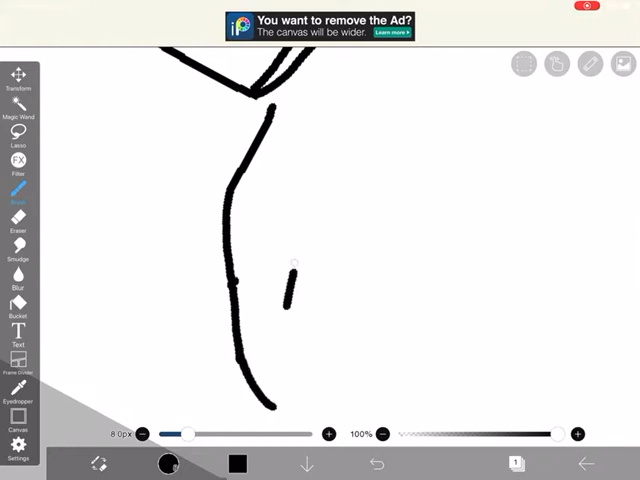 You want to remove the Ad?
The canvas will be wider.
Learn more ▸
iP
Transform
Magic Wand
Lasso
FX
Filter
Brush
Eraser
Smudge
Blur
Bucket
T
Text
Frame Divider
Eyedropper
Canvas
Settings
8.0px
100%
1